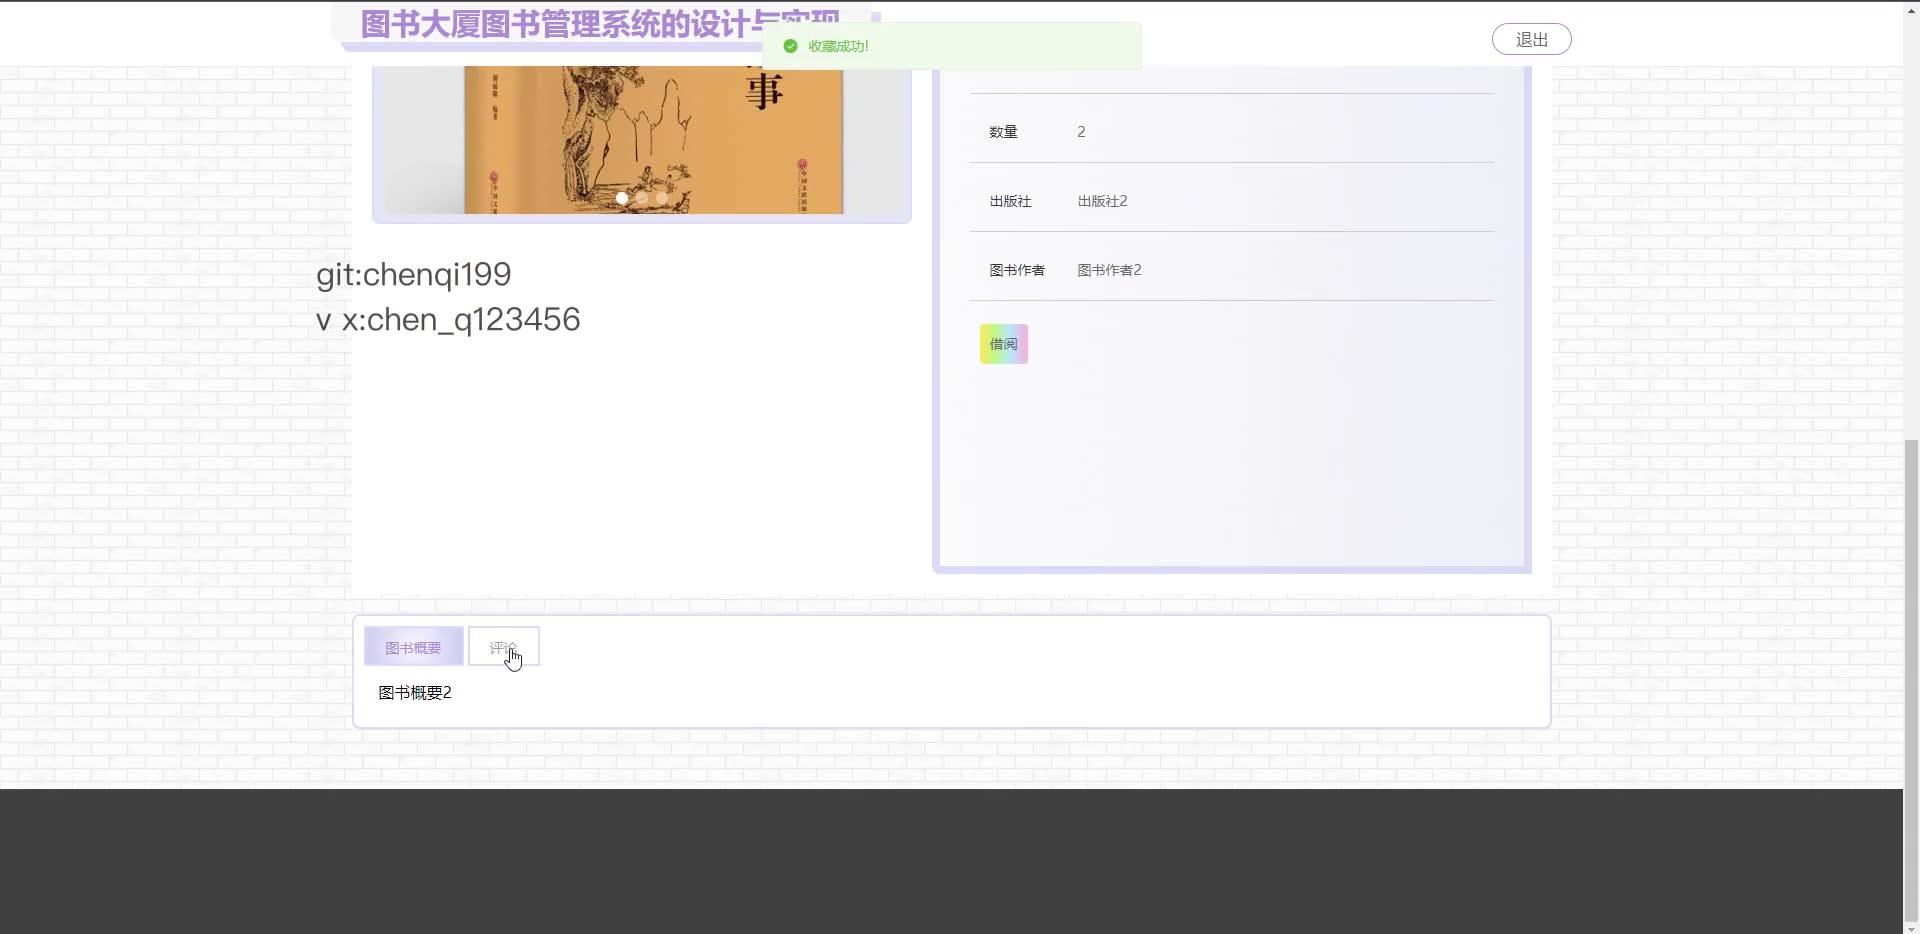 图书大厦图书管理系统的设计与实现
收藏成功!
退出
事
数量 2
出版社 出版社2
图书作者 图书作者2
git:chenqi199
v x:chen_q123456
借阅
图书概要 评论
图书概要2